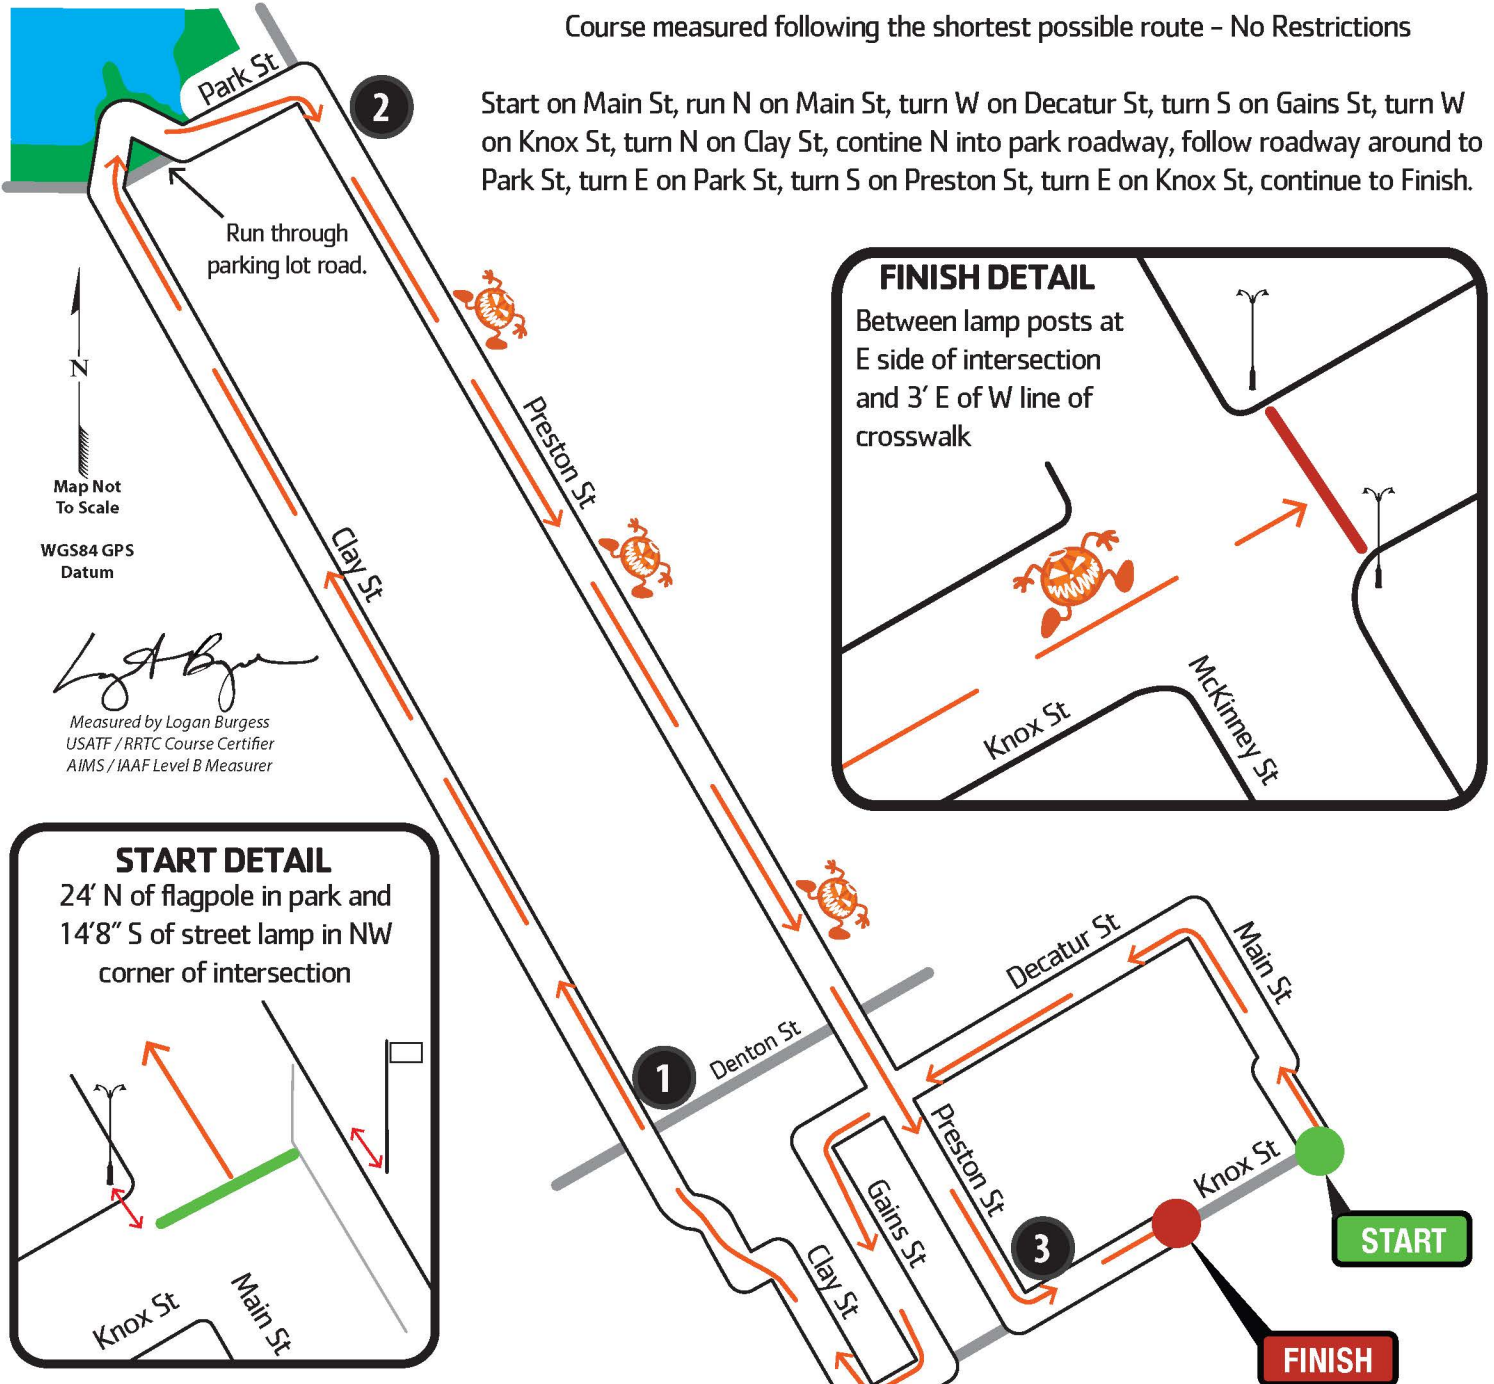 Course measured following the shortest possible route – No Restrictions
Start on Main St, run N on Main St, turn W on Decatur St, turn S on Gains St, turn W
on Knox St, turn N on Clay St, contine N into park roadway, follow roadway around to
Park St, turn E on Park St, turn S on Preston St, turn E on Knox St, continue to Finish.
Park St
2
Run through
parking lot road.
N
Map Not
To Scale
WGS84 GPS
Datum
Measured by Logan Burgess
USATF / RRTC Course Certifier
AIMS / IAAF Level B Measurer
Preston St
Clay St
FINISH DETAIL
Between lamp posts at
E side of intersection
and 3' E of W line of
crosswalk
Knox St
McKinney St
START DETAIL
24' N of flagpole in park and
14'8" S of street lamp in NW
corner of intersection
Knox St
Main St
1
Denton St
Decatur St
Main St
Preston St
Gains St
Clay St
3
Knox St
START
FINISH